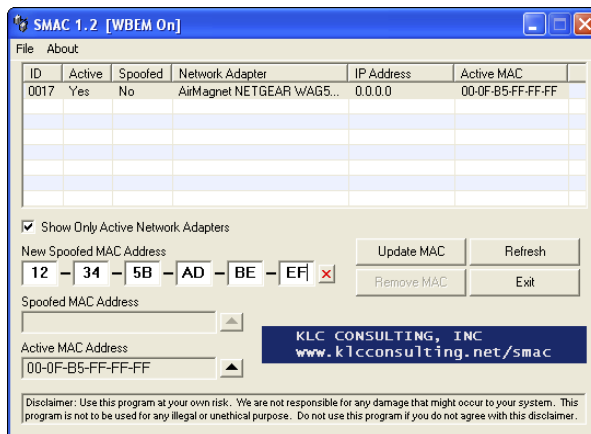 SMAC 1.2 [WBEM On]
File About
ID Active Spoofed Network Adapter IP Address Active MAC
0017 Yes No AirMagnet NETGEAR WAG5... 0.0.0.0 00-0F-B5-FF-FF-FF
Show Only Active Network Adapters
New Spoofed MAC Address
12 - 34 - 5B - AD - BE - EF
Update MAC Refresh
Remove MAC Exit
Spoofed MAC Address
KLC CONSULTING, INC
www.klcconsulting.net/smac
Active MAC Address
00-0F-B5-FF-FF-FF
Disclaimer: Use this program at your own risk. We are not responsible for any damage that might occur to your system. This
program is not to be used for any illegal or unethical purpose. Do not use this program if you do not agree with this disclaimer.